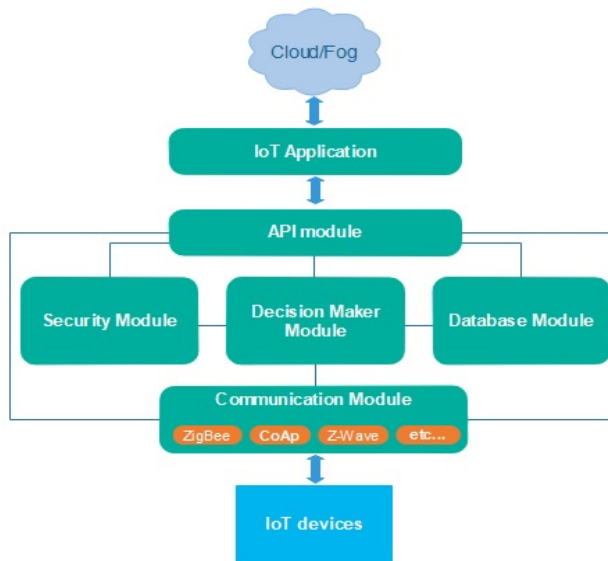 Cloud/Fog
IoT Application
API module
Security Module
Decision Maker
Module
Database Module
Communication Module
ZigBee
CoAp
Z-Wave
etc...
IoT devices